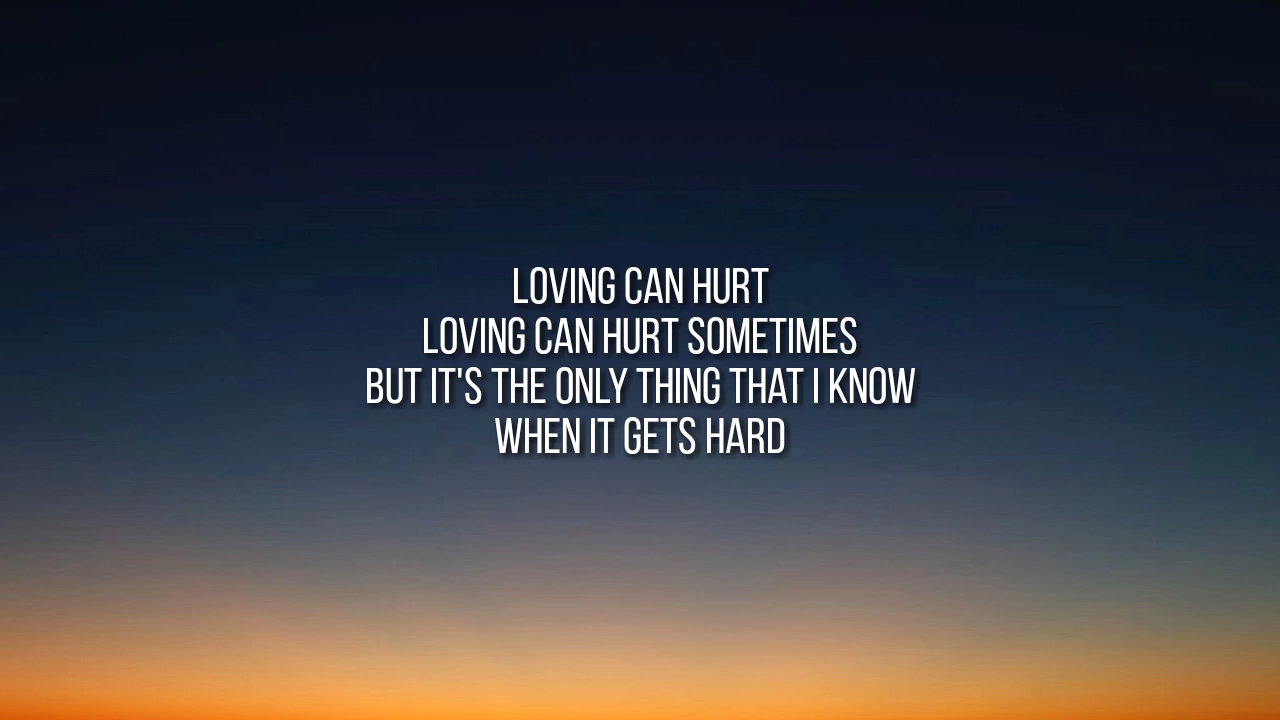 LOVING CAN HURT
LOVING CAN HURT SOMETIMES
BUT IT'S THE ONLY THING THAT I KNOW
WHEN IT GETS HARD